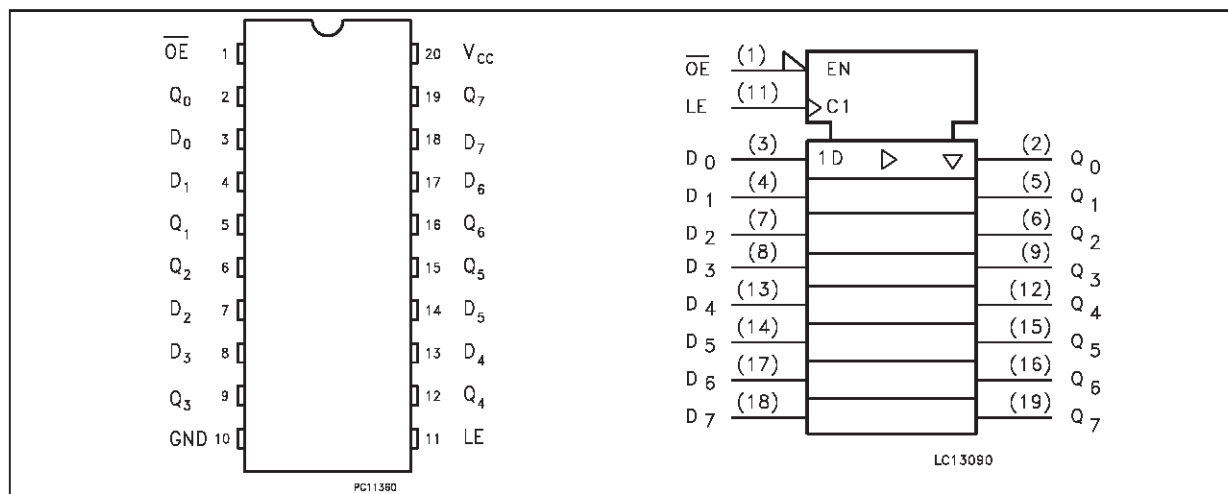 OE 1 20 VCC
Q0 2 19 Q7
D0 3 18 D7
D1 4 17 D6
Q1 5 16 Q6
Q2 6 15 Q5
D2 7 14 D5
D3 8 13 D4
Q3 9 12 Q4
GND 10 11 LE
PC11360
OE (1) EN
LE (11) C1
D0 (3) 1D (2) Q0
D1 (4) (5) Q1
D2 (7) (6) Q2
D3 (8) (9) Q3
D4 (13) (12) Q4
D5 (14) (15) Q5
D6 (17) (16) Q6
D7 (18) (19) Q7
LC13090